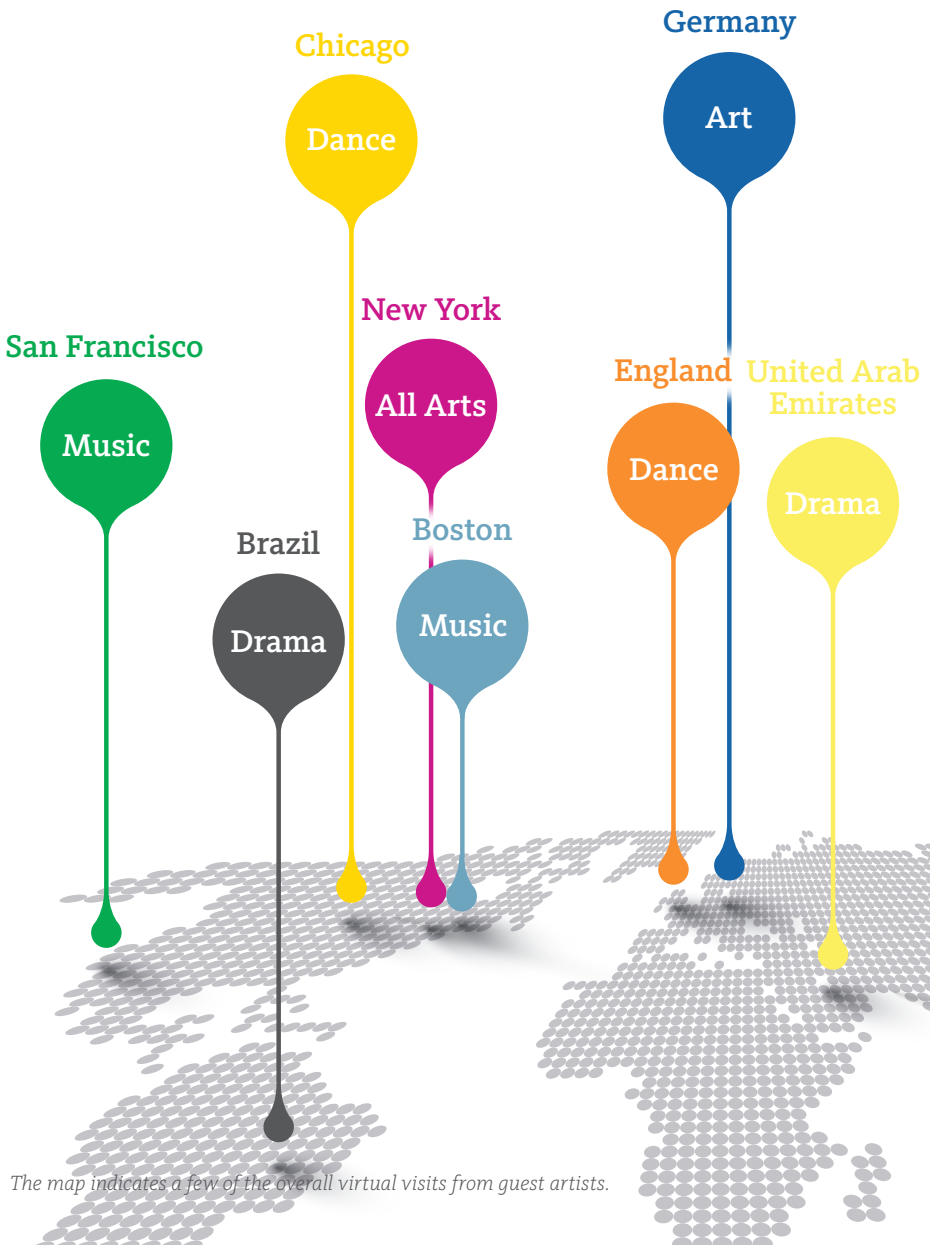 Germany
Art
Chicago
Dance
New York
All Arts
San Francisco
Music
England
Dance
United Arab
Emirates
Drama
Boston
Music
Brazil
Drama
The map indicates a few of the overall virtual visits from guest artists.